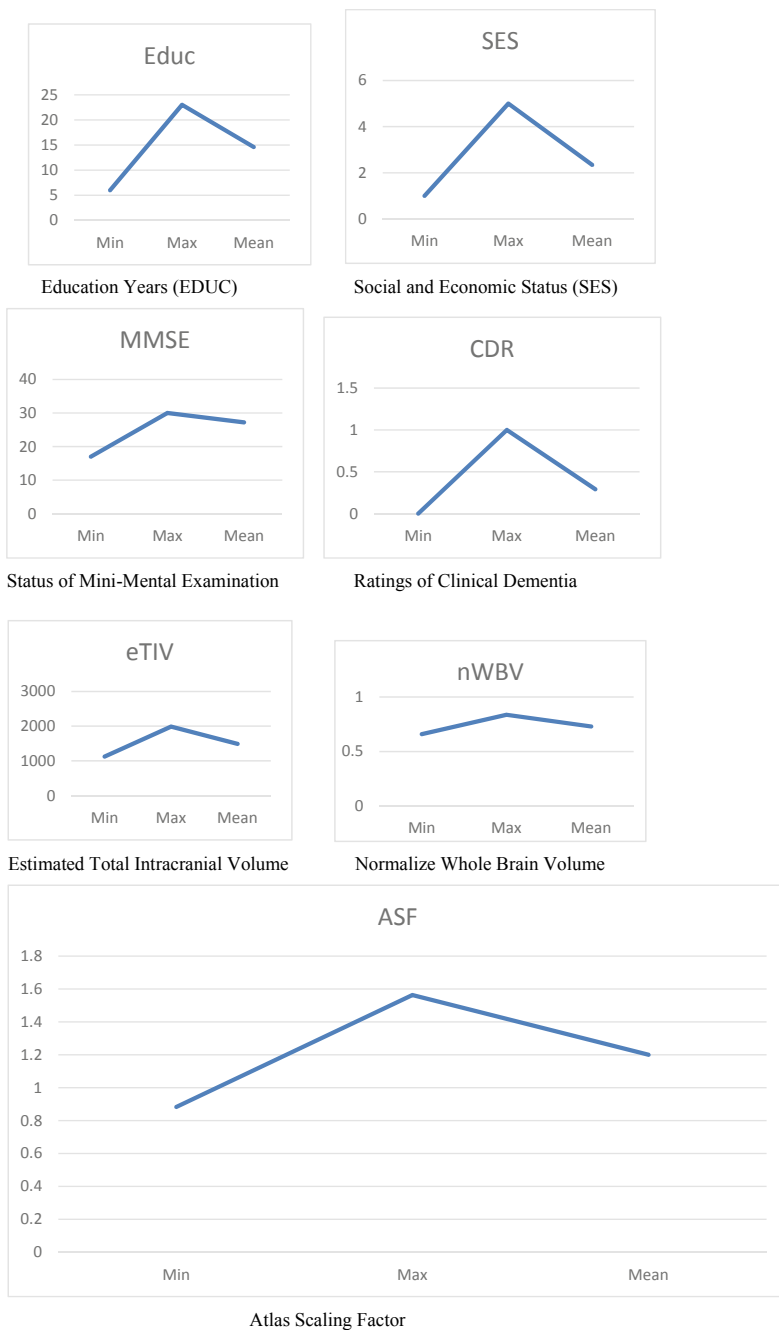 Educ
25
20
15
10
5
0
Min Max Mean
Education Years (EDUC)
SES
6
4
2
0
Min Max Mean
Social and Economic Status (SES)
MMSE
40
30
20
10
0
Min Max Mean
Status of Mini-Mental Examination
CDR
1.5
1
0.5
0
Min Max Mean
Ratings of Clinical Dementia
eTIV
3000
2000
1000
0
Min Max Mean
Estimated Total Intracranial Volume
nWBV
1
0.5
0
Min Max Mean
Normalize Whole Brain Volume
ASF
1.8
1.6
1.4
1.2
1
0.8
0.6
0.4
0.2
0
Min Max Mean
Atlas Scaling Factor